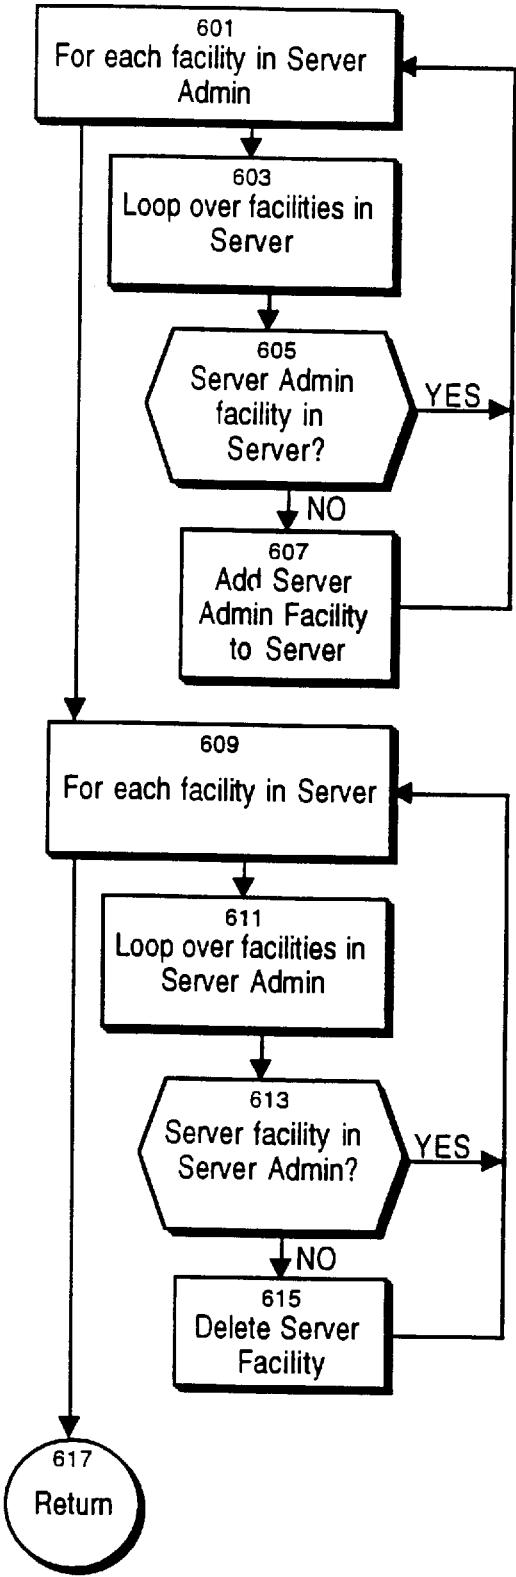 601
For each facility in Server
Admin
603
Loop over facilities in
Server
605
Server Admin
facility in
Server?
YES
NO
607
Add Server
Admin Facility
to Server
609
For each facility in Server
611
Loop over facilities in
Server Admin
613
Server facility in
Server Admin?
YES
NO
615
Delete Server
Facility
617
Return